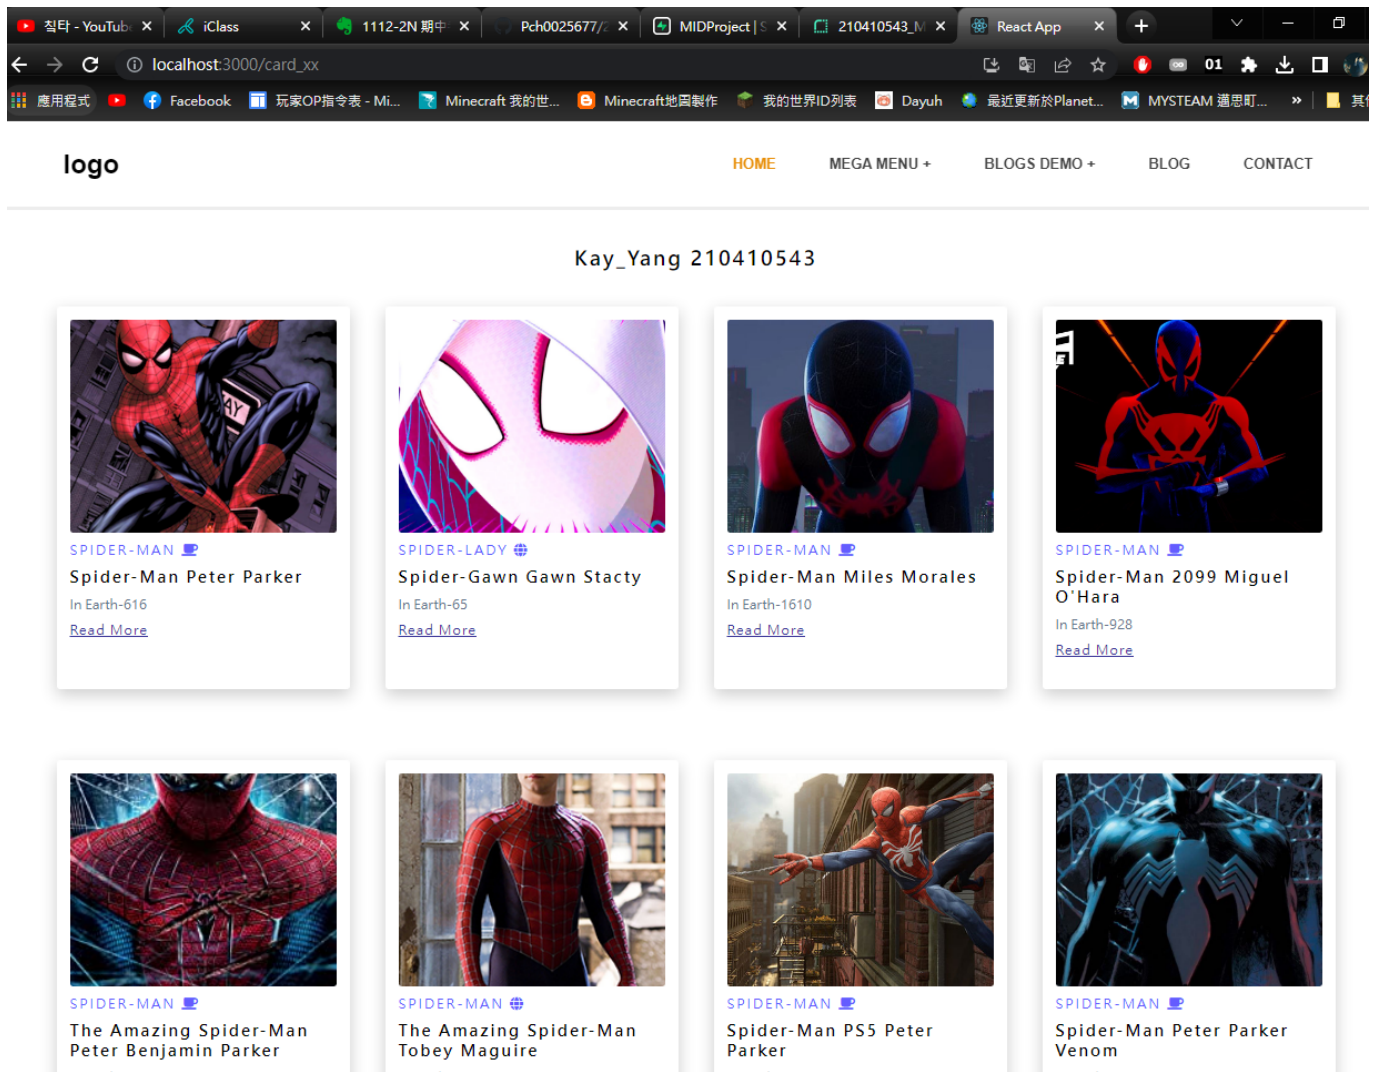 칠타 - YouTub
iClass
1112-2N 期中
Pch0025677/2
MIDProject | S
210410543_M
React App
localhost:3000/card_xx
01
應用程式
Facebook
玩家OP指令表 - Mi...
Minecraft 我的世...
Minecraft地圖製作
我的世界ID列表
Dayuh
最近更新於Planet...
MYSTEAM 邁思町...
»
logo
HOME
MEGA MENU +
BLOGS DEMO +
BLOG
CONTACT
Kay_Yang 210410543
AY
SPIDER-MAN
Spider-Man Peter Parker
In Earth-616
Read More
SPIDER-LADY
Spider-Gawn Gawn Stacty
In Earth-65
Read More
SPIDER-MAN
Spider-Man Miles Morales
In Earth-1610
Read More
SPIDER-MAN
Spider-Man 2099 Miguel
O'Hara
In Earth-928
Read More
SPIDER-MAN
The Amazing Spider-Man
Peter Benjamin Parker
SPIDER-MAN
The Amazing Spider-Man
Tobey Maguire
SPIDER-MAN
Spider-Man PS5 Peter
Parker
SPIDER-MAN
Spider-Man Peter Parker
Venom